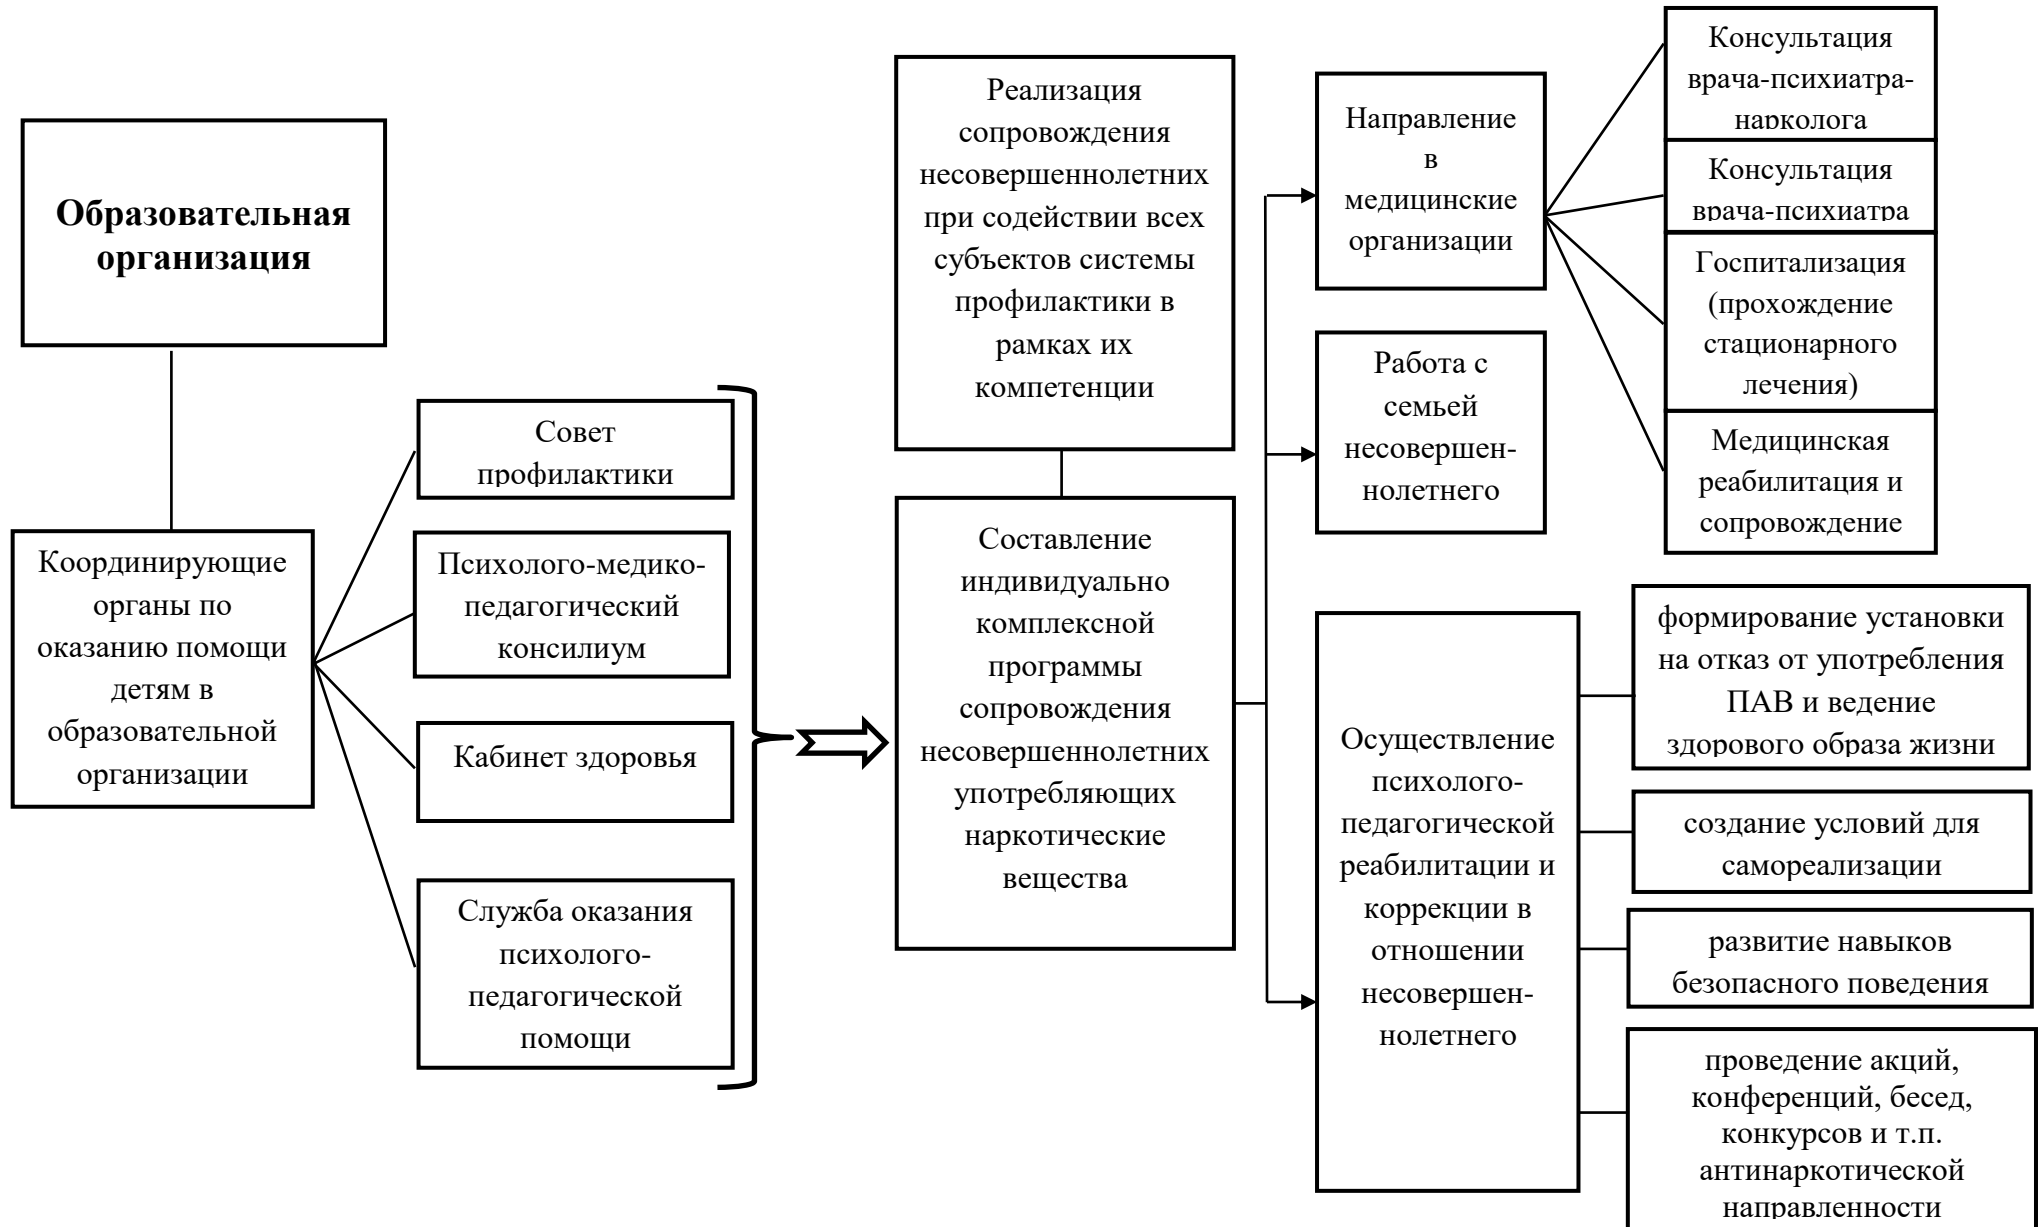 Образовательная
организация
Координирующие
органы по
оказанию помощи
детям в
образовательной
организации
Совет
профилактики
Психолого-медико-
педагогический
консилиум
Кабинет здоровья
Служба оказания
психолого-
педагогической
помощи
Реализация
сопровождения
несовершеннолетних
при содействии всех
субъектов системы
профилактики в
рамках их
компетенции
Составление
индивидуально
комплексной
программы
сопровождения
несовершеннолетних
употребляющих
наркотические
вещества
Направление
в
медицинские
организации
Работа с
семьей
несовершен-
нолетнего
Осуществление
психолого-
педагогической
реабилитации и
коррекции в
отношении
несовершен-
нолетнего
Консультация
врача-психиатра-
нарколога
Консультация
врача-психиатра
Госпитализация
(прохождение
стационарного
лечения)
Медицинская
реабилитация и
сопровождение
формирование установки
на отказ от употребления
ПАВ и ведение
здорового образа жизни
создание условий для
самореализации
развитие навыков
безопасного поведения
проведение акций,
конференций, бесед,
конкурсов и т.п.
антинаркотической
направленности